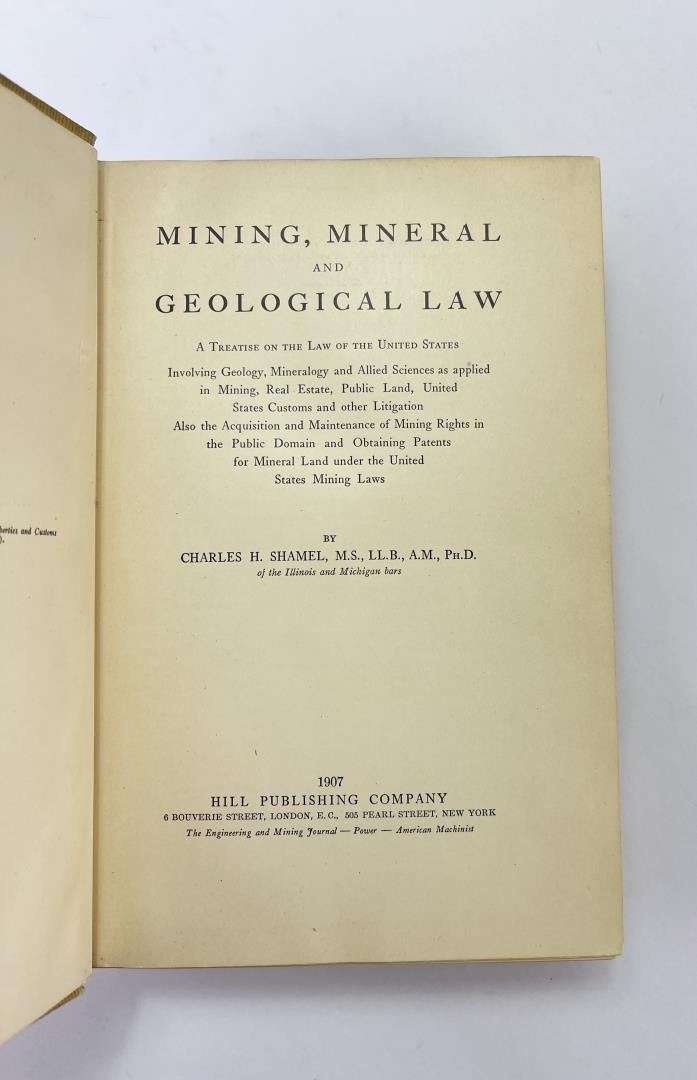 berties and Customs
).
MINING, MINERAL
AND
GEOLOGICAL LAW
A TREATISE ON THE LAW OF THE UNITED STATES
Involving Geology, Mineralogy and Allied Sciences as applied
in Mining, Real Estate, Public Land, United
States Customs and other Litigation
Also the Acquisition and Maintenance of Mining Rights in
the Public Domain and Obtaining Patents
for Mineral Land under the United
States Mining Laws
BY
CHARLES H. SHAMEL, M.S., LL.B., A.M., PH.D.
of the Illinois and Michigan bars
1907
HILL PUBLISHING COMPANY
6 BOUVERIE STREET, LONDON, E.C., 505 PEARL STREET, NEW YORK
The Engineering and Mining Journal — Power — American Machinist